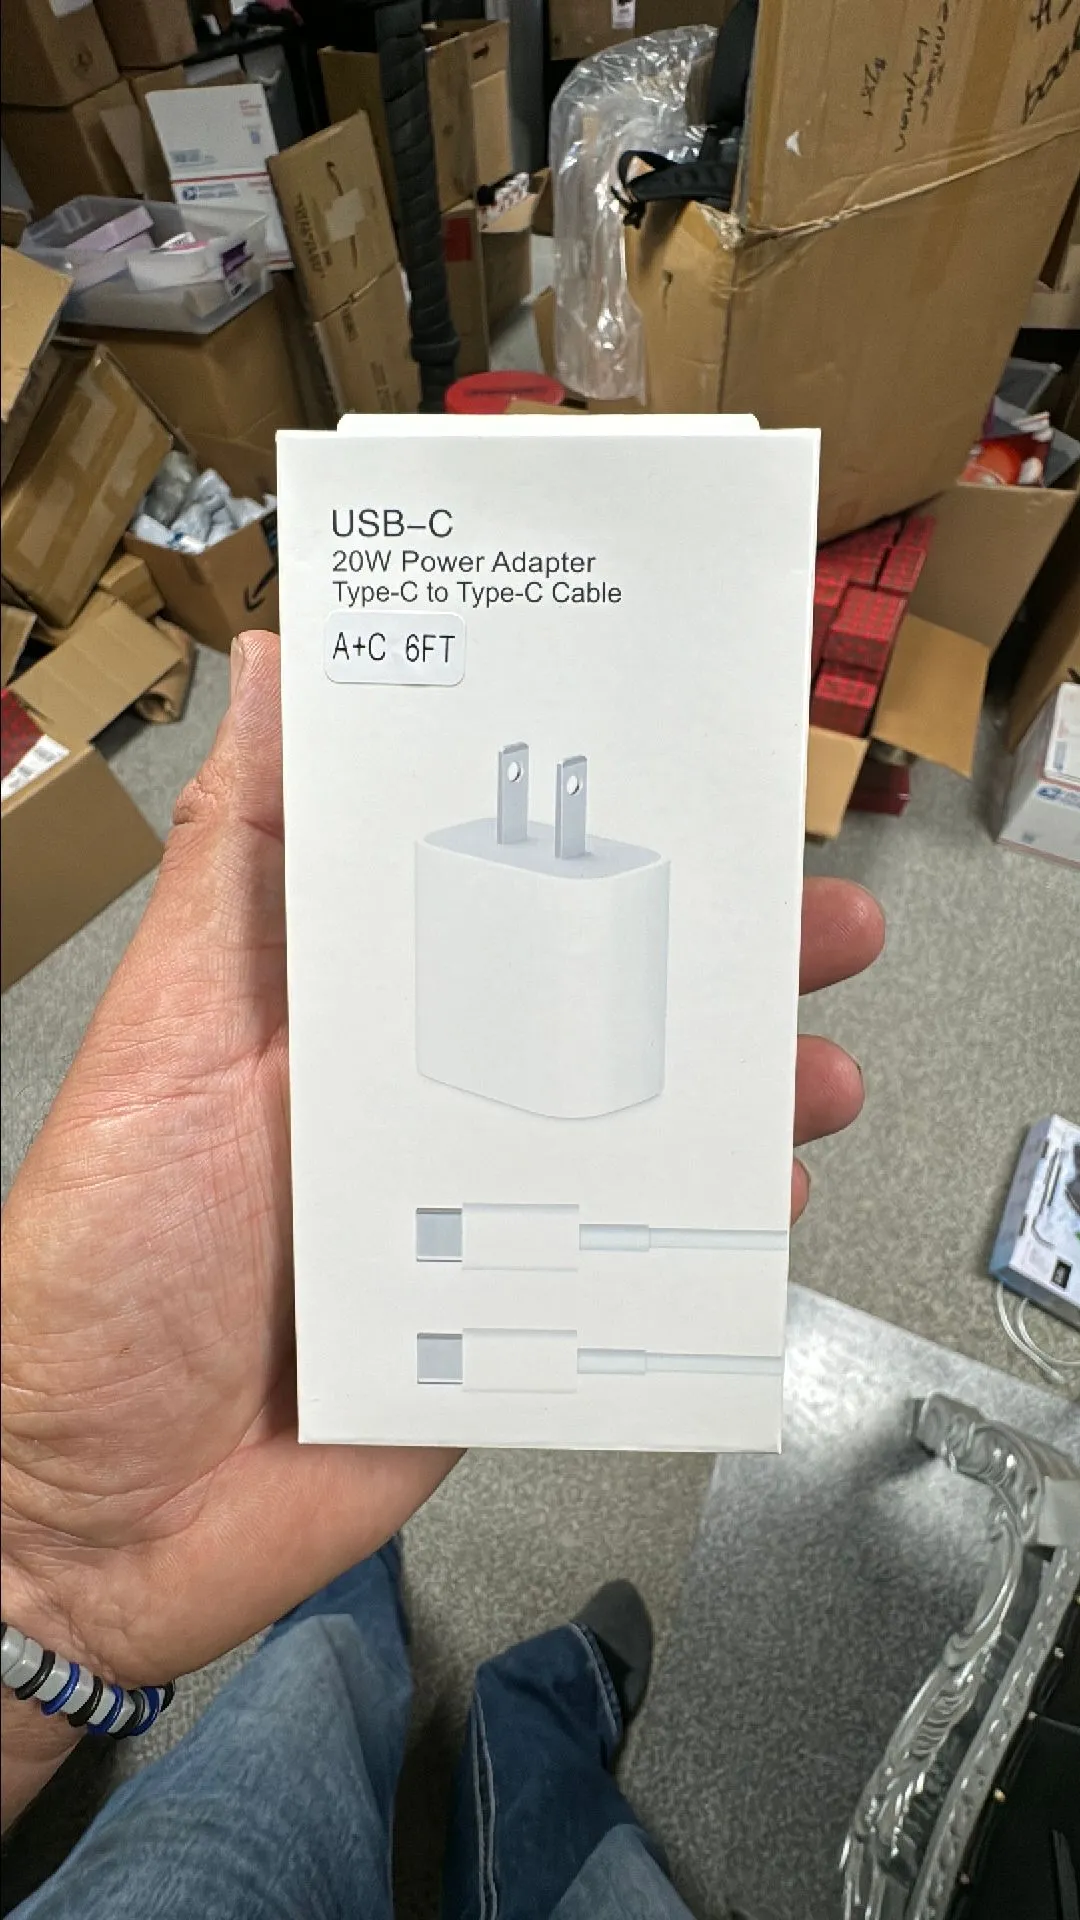 USB–C
20W Power Adapter
Type-C to Type-C Cable
A+C 6FT